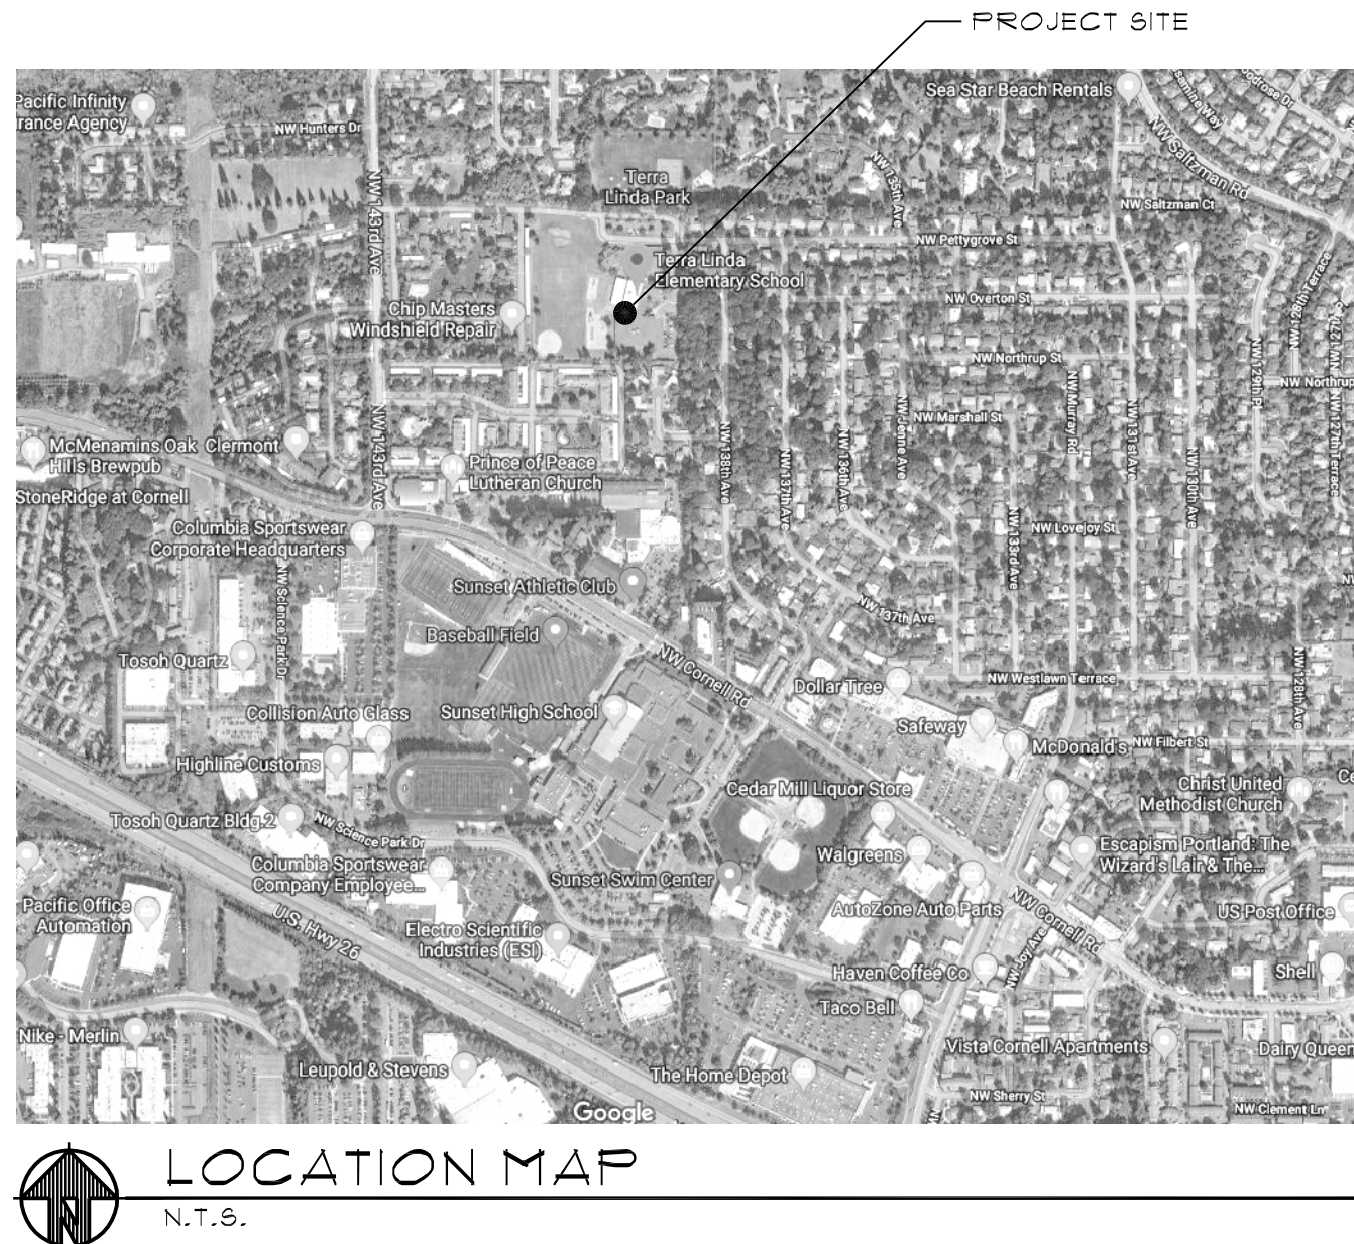 PROJECT SITE
Sea Star Beach Rentals
Pacific Infinity
rance Agency
NW Hunters Dr
NW Saltzman Rd
NW 135th Ave
Terra
Linda Park
NW 143rd Ave
NW Saltzman Ct
NW Pettygrove St
Terra Linda
Elementary School
NW 128th Terrace
NW Overton St
Chip Masters
Windshield Repair
NW Northrup St
NW 129th Pl
NW Northrup
NW Murray Rd
NW Marshall St
NW Jenne Ave
NW 131st Ave
NW 127th Terrace
NW 143rd Ave
McMenamins Oak
Hills Brewpub
Clermont
NW 138th Ave
NW 137th Ave
NW 136th Ave
NW 130th Ave
Prince of Peace
Lutheran Church
StoneRidge at Cornell
Columbia Sportswear
Corporate Headquarters
NW Lovejoy St
NW 133rd Ave
Sunset Athletic Club
NW Science Park Dr
NW 137th Ave
Baseball Field
Tosoh Quartz
NW Cornell Rd
Dollar Tree
NW Westlawn Terrace
NW 128th Ave
Collision Auto Glass
Sunset High School
Safeway
McDonald's
NW Filbert St
Highline Customs
Cedar Mill Liquor Store
Christ United
Methodist Church
Ce
Tosoh Quartz Bldg.2
NW Science Park Dr
Walgreens
Escapism Portland: The
Wizard's Lair & The...
Columbia Sportswear
Company Employee...
Sunset Swim Center
Pacific Office
Automation
U.S. Hwy 26
AutoZone Auto Parts
NW Cornell Rd
US Post Office
Electro Scientific
Industries (ESI)
NW Joy Ave
Haven Coffee Co
Shell
Taco Bell
Nike - Merlin
Vista Cornell Apartments
Dairy Queen
Leupold & Stevens
The Home Depot
NW Sherry St
Google
NW
NW Clement Ln
LOCATION MAP
N
N.T.S.